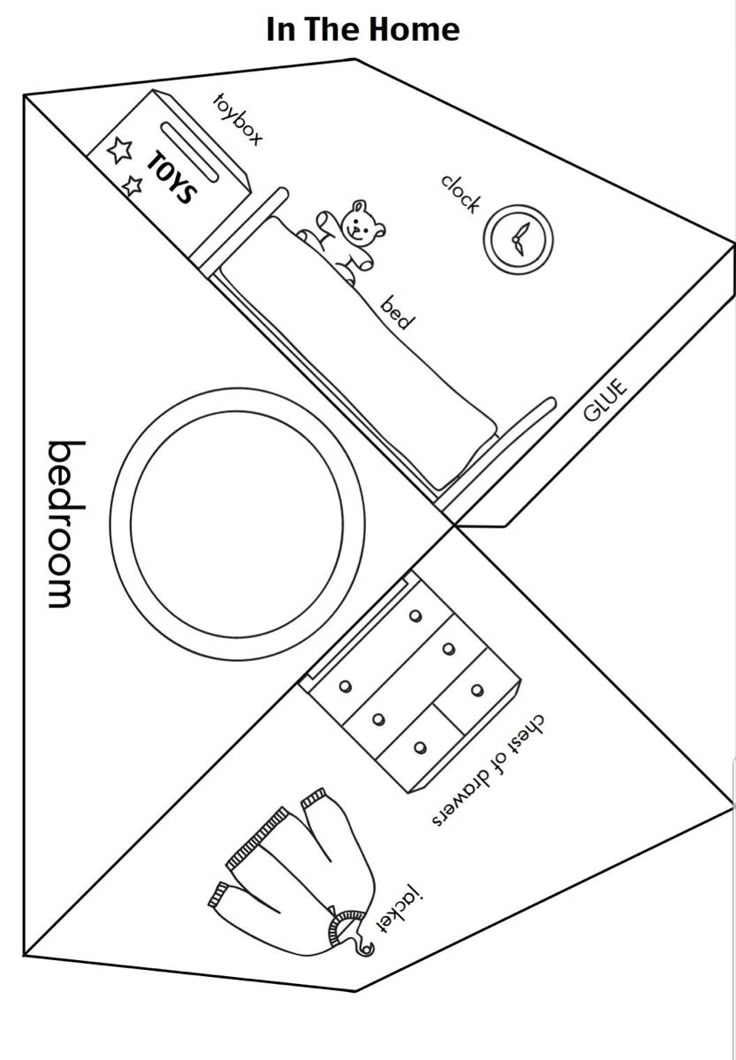 In The Home
toybox
TOYS
clock
bed
GLUE
bedroom
chest of drawers
jacket